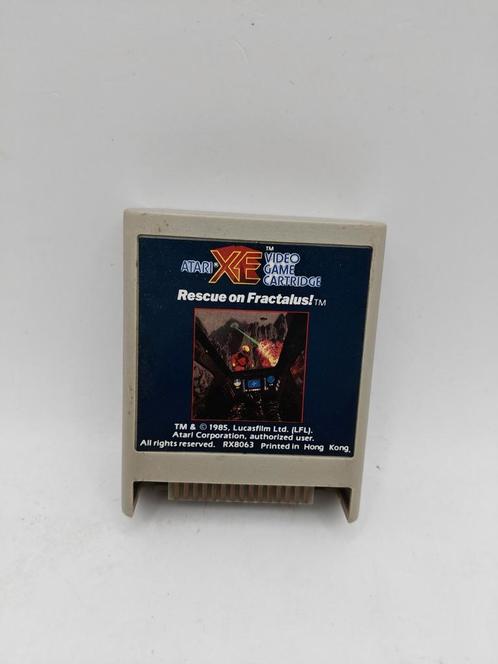 ATARI® XE™ VIDEO
GAME
CARTRIDGE
Rescue on Fractalus!™
TM & © 1985, Lucasfilm Ltd. (LFL).
Atari Corporation, authorized user.
All rights reserved. RX8063 Printed in Hong Kong.